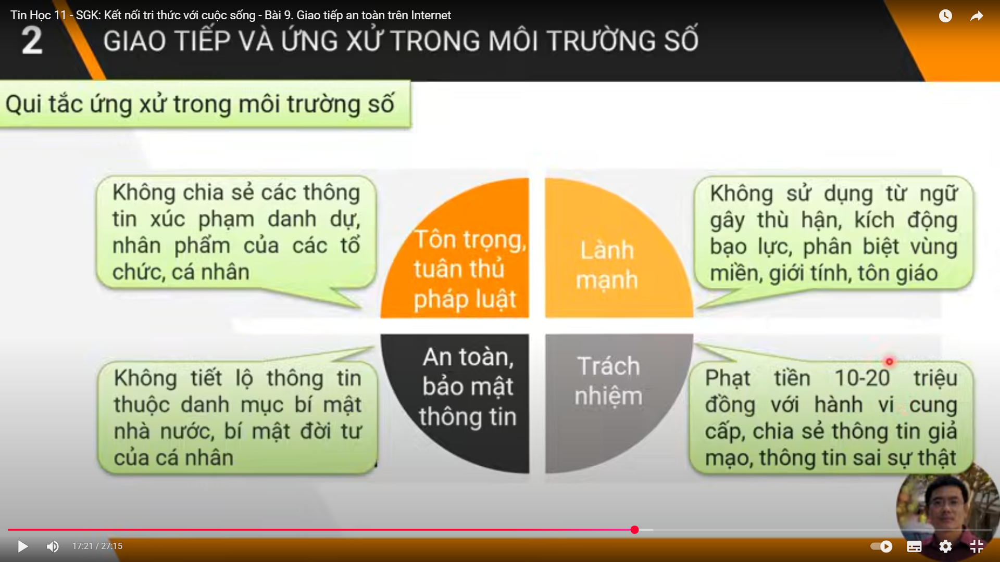 Tin Học 11 - SGK: Kết nối tri thức với cuộc sống - Bài 9. Giao tiếp an toàn trên Internet
2
GIAO TIẾP VÀ ỨNG XỬ TRONG MÔI TRƯỜNG SỐ
Qui tắc ứng xử trong môi trường số
Không chia sẻ các thông
tin xúc phạm danh dự,
nhân phẩm của các tổ
chức, cá nhân
Tôn trọng,
tuân thủ
pháp luật
Lành
mạnh
Không sử dụng từ ngữ
gây thù hận, kích động
bạo lực, phân biệt vùng
miền, giới tính, tôn giáo
Không tiết lộ thông tin
thuộc danh mục bí mật
nhà nước, bí mật đời tư
của cá nhân
An toàn,
bảo mật
thông tin
Trách
nhiệm
Phạt tiền 10-20 triệu
đồng với hành vi cung
cấp, chia sẻ thông tin giả
mạo, thông tin sai sự thật
17:21 / 27:15